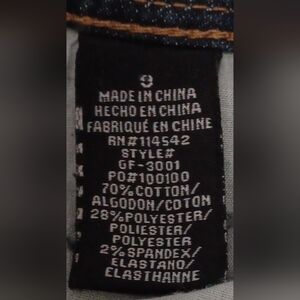 9
MADE IN CHINA
HECHO EN CHINA
FABRIQUÉ EN CHINE
RN#114542
STYLE#
GF-3001
PO#100100
70%COTTON/
ALGODON/COTON
28%POLYESTER/
POLIESTER/
POLYESTER
2%SPANDEX/
ELASTANO/
ELASTHANNE